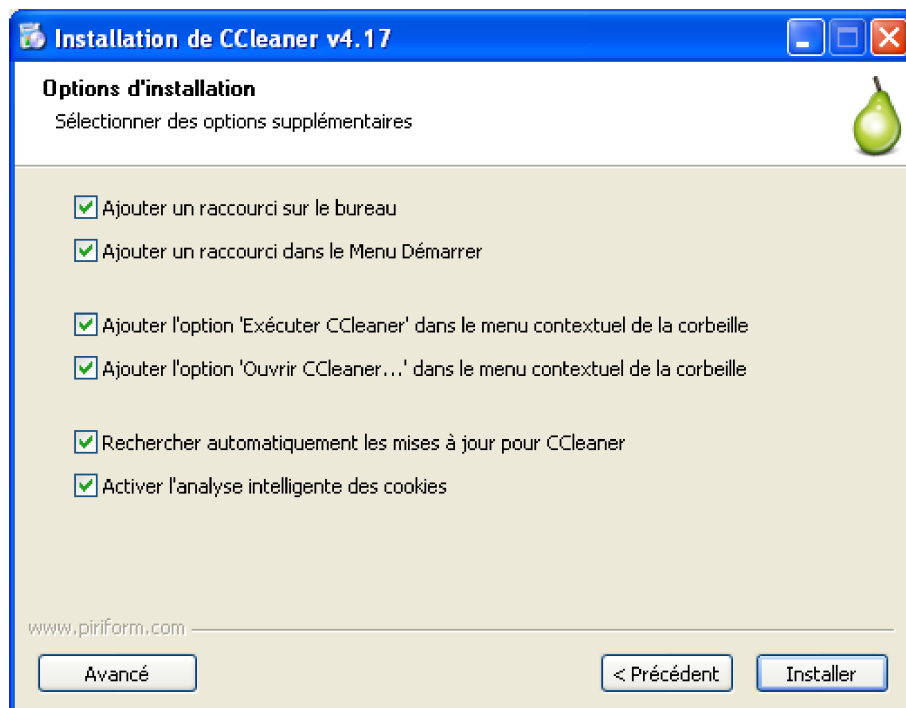 Installation de CCleaner v4.17
Options d'installation
Sélectionner des options supplémentaires
Ajouter un raccourci sur le bureau
Ajouter un raccourci dans le Menu Démarrer
Ajouter l'option 'Exécuter CCleaner' dans le menu contextuel de la corbeille
Ajouter l'option 'Ouvrir CCleaner...' dans le menu contextuel de la corbeille
Rechercher automatiquement les mises à jour pour CCleaner
Activer l'analyse intelligente des cookies
www.piriform.com
Avancé
< Précédent
Installer